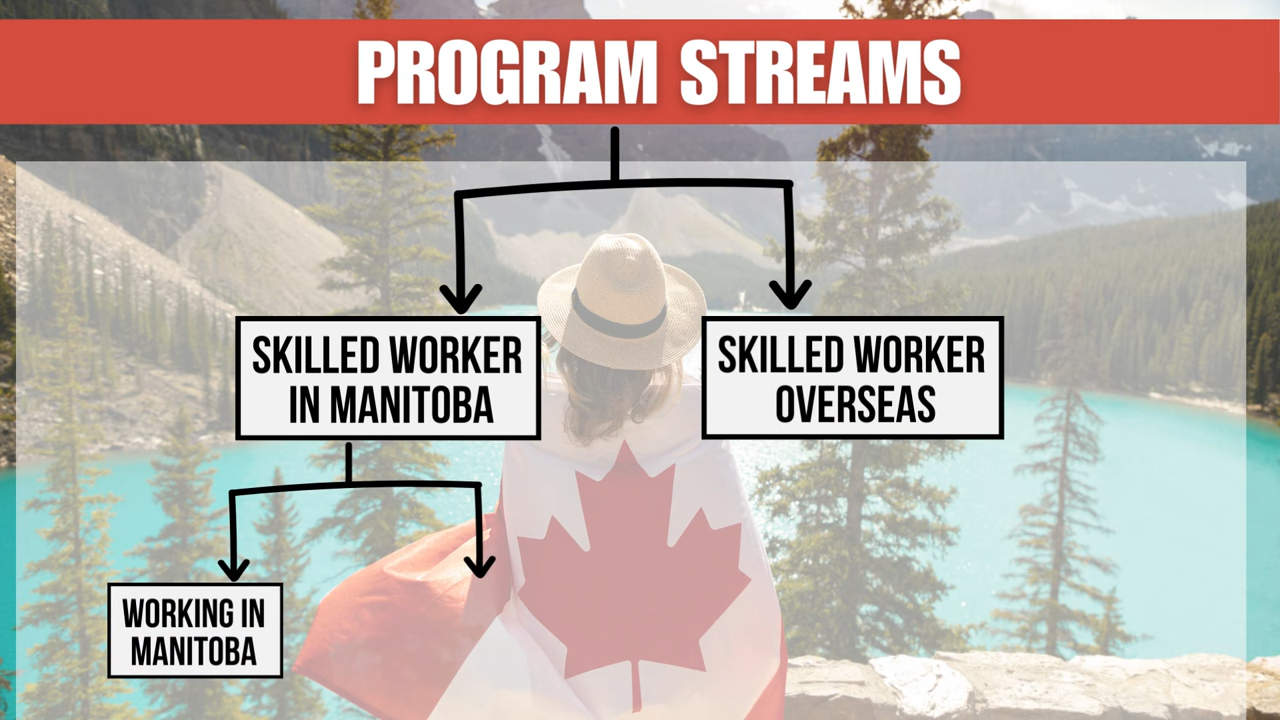 PROGRAM STREAMS
SKILLED WORKER
IN MANITOBA
SKILLED WORKER
OVERSEAS
WORKING IN
MANITOBA